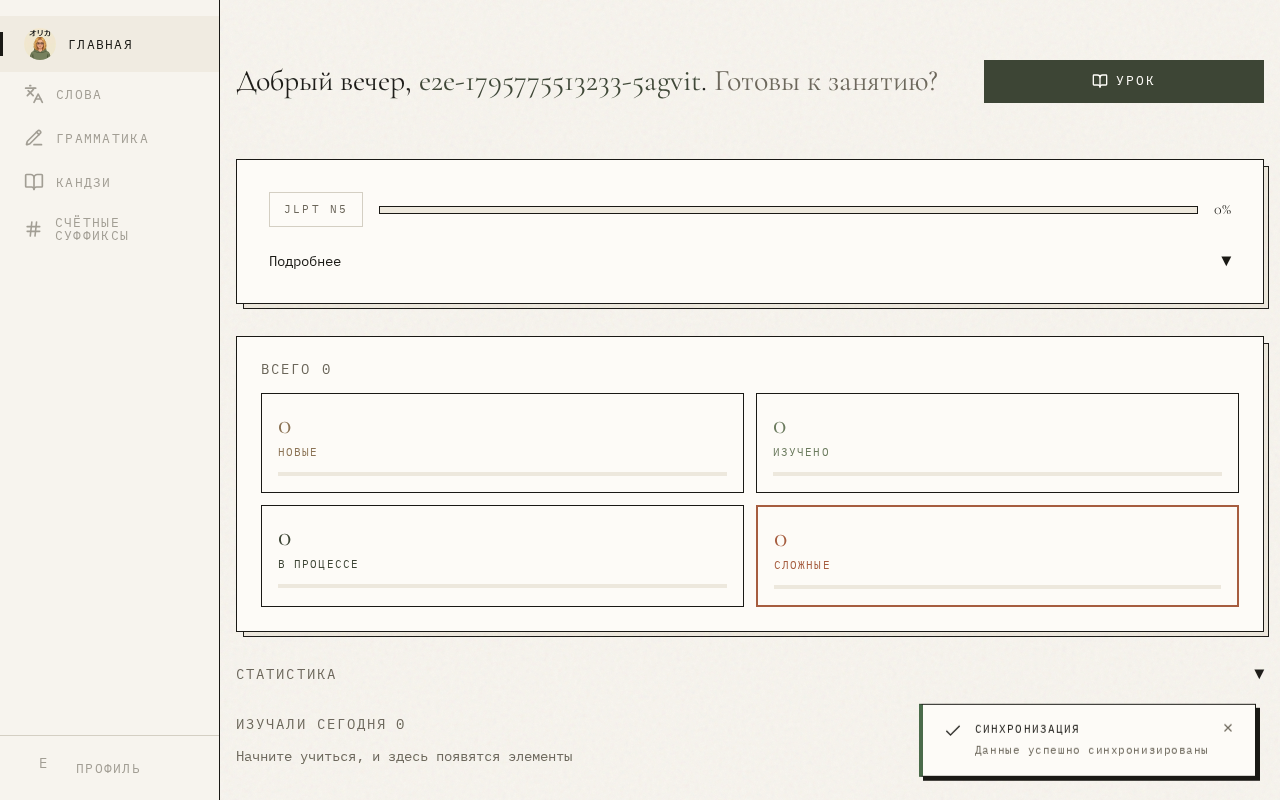 オリカ
ГЛАВНАЯ
СЛОВА
ГРАММАТИКА
КАНДЗИ
СЧЁТНЫЕ
СУФФИКСЫ
E
ПРОФИЛЬ
Добрый вечер, e2e-1795775513233-5agvit. Готовы к занятию?
УРОК
JLPT N5
0%
Подробнее
ВСЕГО 0
0
НОВЫЕ
0
ИЗУЧЕНО
0
В ПРОЦЕССЕ
0
СЛОЖНЫЕ
СТАТИСТИКА
ИЗУЧАЛИ СЕГОДНЯ 0
Начните учиться, и здесь появятся элементы
СИНХРОНИЗАЦИЯ
Данные успешно синхронизированы